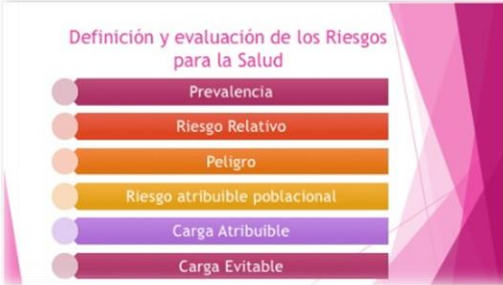 Definición y evaluación de los Riesgos
para la Salud
Prevalencia
Riesgo Relativo
Peligro
Riesgo atribuible poblacional
Carga Atribuible
Carga Evitable